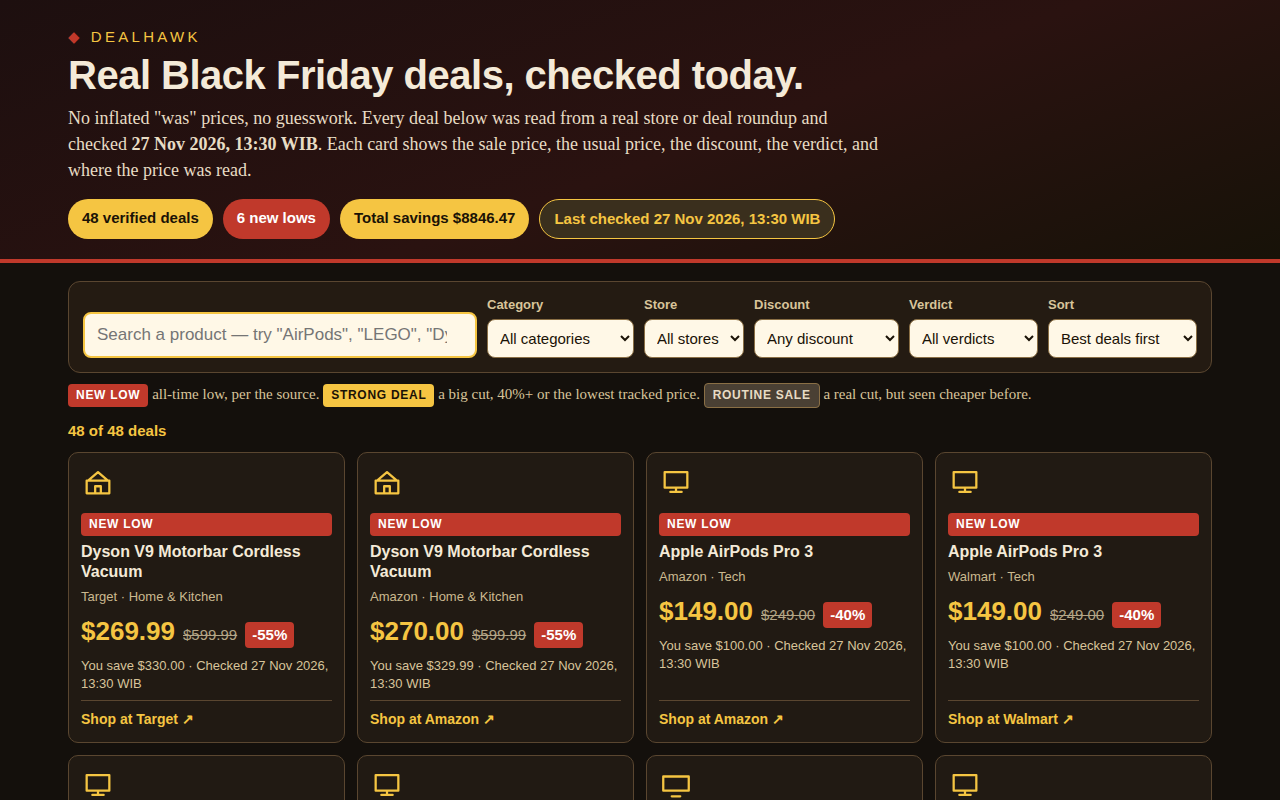 ◆ DEALHAWK
Real Black Friday deals, checked today.
No inflated "was" prices, no guesswork. Every deal below was read from a real store or deal roundup and
checked 27 Nov 2026, 13:30 WIB. Each card shows the sale price, the usual price, the discount, the verdict, and
where the price was read.
48 verified deals
6 new lows
Total savings $8846.47
Last checked 27 Nov 2026, 13:30 WIB
Search a product — try "AirPods", "LEGO", "Dy
Category
All categories
Store
All stores
Discount
Any discount
Verdict
All verdicts
Sort
Best deals first
NEW LOW all-time low, per the source. STRONG DEAL a big cut, 40%+ or the lowest tracked price. ROUTINE SALE a real cut, but seen cheaper before.
48 of 48 deals
NEW LOW
Dyson V9 Motorbar Cordless
Vacuum
Target · Home & Kitchen
$269.99 $599.99 -55%
You save $330.00 · Checked 27 Nov 2026,
13:30 WIB
Shop at Target ↗
NEW LOW
Dyson V9 Motorbar Cordless
Vacuum
Amazon · Home & Kitchen
$270.00 $599.99 -55%
You save $329.99 · Checked 27 Nov 2026,
13:30 WIB
Shop at Amazon ↗
NEW LOW
Apple AirPods Pro 3
Amazon · Tech
$149.00 $249.00 -40%
You save $100.00 · Checked 27 Nov 2026,
13:30 WIB
Shop at Amazon ↗
NEW LOW
Apple AirPods Pro 3
Walmart · Tech
$149.00 $249.00 -40%
You save $100.00 · Checked 27 Nov 2026,
13:30 WIB
Shop at Walmart ↗